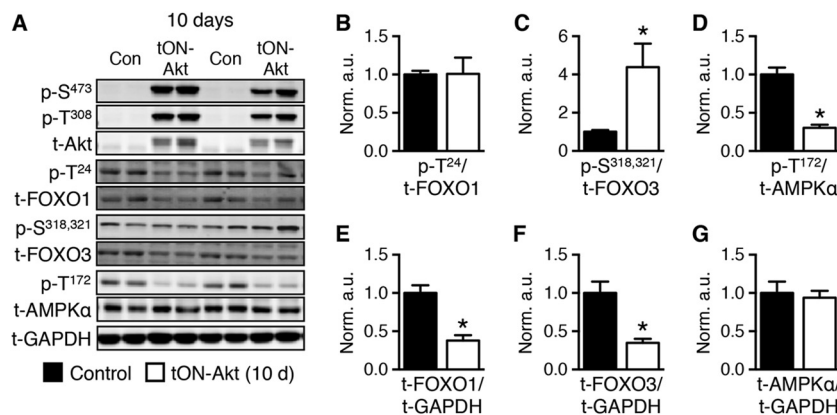 A
10 days
Con tON-Akt Con tON-Akt
p-S⁴⁷³
p-T³⁰⁸
t-Akt
p-T²⁴
t-FOXO1
p-S³¹⁸,³²¹
t-FOXO3
p-T¹⁷²
t-AMPKα
t-GAPDH
Control tON-Akt (10 d)
B
Norm. a.u.
1.5
1.0
0.5
0.0
p-T²⁴/
t-FOXO1
C
Norm. a.u.
6
4
2
0
*
p-S³¹⁸,³²¹/
t-FOXO3
D
Norm. a.u.
1.5
1.0
0.5
0.0
*
p-T¹⁷²/
t-AMPKα
E
Norm. a.u.
1.5
1.0
0.5
0.0
*
t-FOXO1/
t-GAPDH
F
Norm. a.u.
1.5
1.0
0.5
0.0
*
t-FOXO3/
t-GAPDH
G
Norm. a.u.
1.5
1.0
0.5
0.0
t-AMPKα/
t-GAPDH